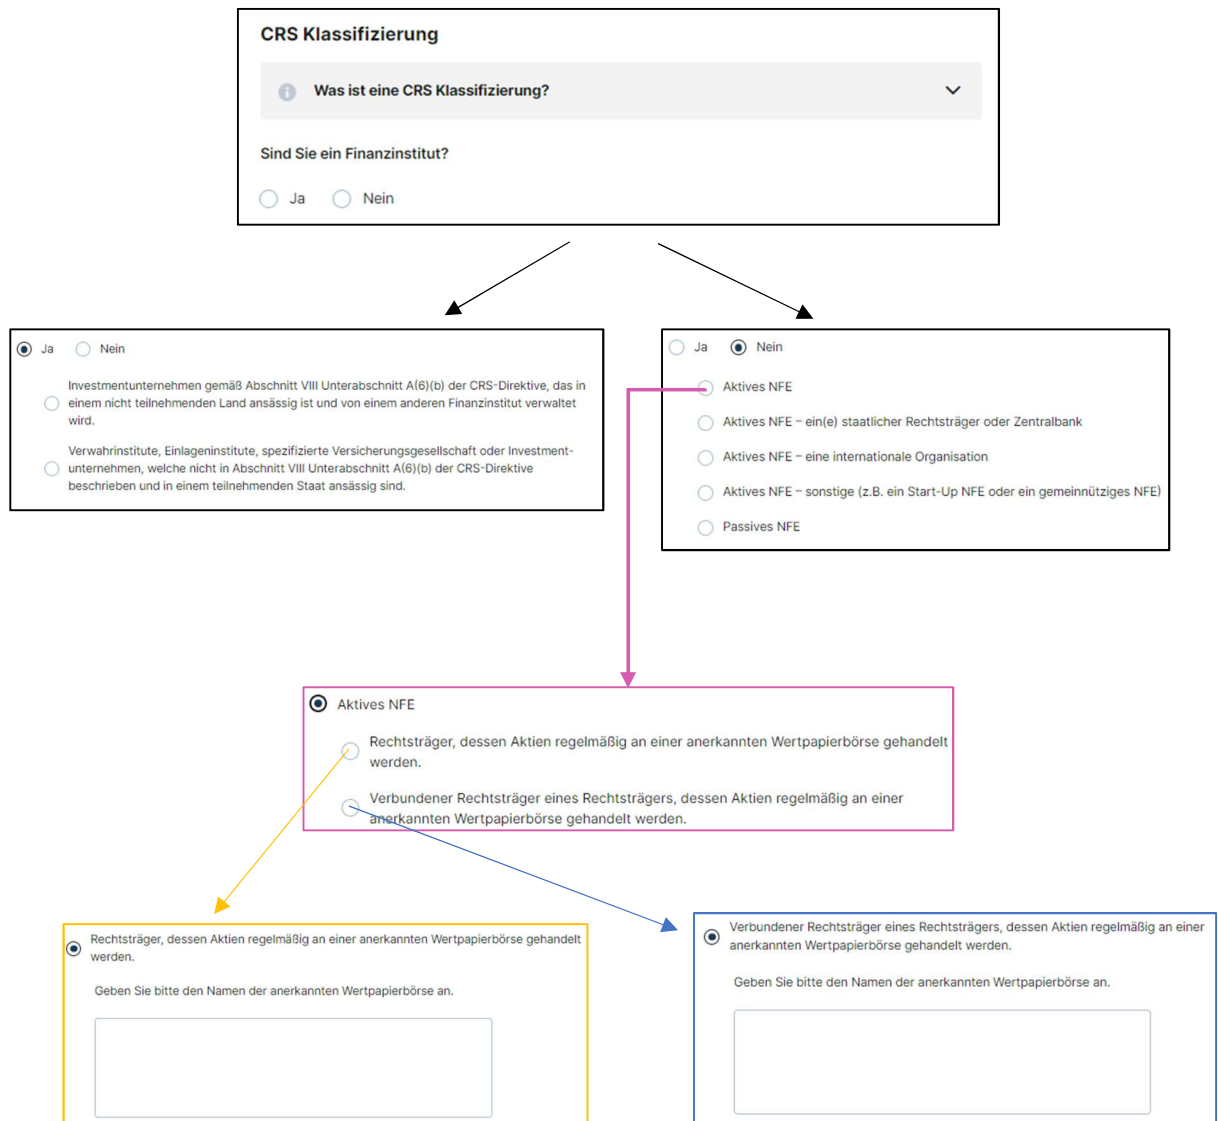 CRS Klassifizierung
Was ist eine CRS Klassifizierung?
Sind Sie ein Finanzinstitut?
Ja Nein
Ja Nein
Investmentunternehmen gemäß Abschnitt VIII Unterabschnitt A(6)(b) der CRS-Direktive, das in
einem nicht teilnehmenden Land ansässig ist und von einem anderen Finanzinstitut verwaltet
wird.
Verwahrinstitute, Einlageninstitute, spezifizierte Versicherungsgesellschaft oder Investment-
unternehmen, welche nicht in Abschnitt VIII Unterabschnitt A(6)(b) der CRS-Direktive
beschrieben und in einem teilnehmenden Staat ansässig sind.
Ja Nein
Aktives NFE
Aktives NFE – ein(e) staatlicher Rechtsträger oder Zentralbank
Aktives NFE – eine internationale Organisation
Aktives NFE – sonstige (z.B. ein Start-Up NFE oder ein gemeinnütziges NFE)
Passives NFE
Aktives NFE
Rechtsträger, dessen Aktien regelmäßig an einer anerkannten Wertpapierbörse gehandelt
werden.
Verbundener Rechtsträger eines Rechtsträgers, dessen Aktien regelmäßig an einer
anerkannten Wertpapierbörse gehandelt werden.
Rechtsträger, dessen Aktien regelmäßig an einer anerkannten Wertpapierbörse gehandelt
werden.
Geben Sie bitte den Namen der anerkannten Wertpapierbörse an.
Verbundener Rechtsträger eines Rechtsträgers, dessen Aktien regelmäßig an einer
anerkannten Wertpapierbörse gehandelt werden.
Geben Sie bitte den Namen der anerkannten Wertpapierbörse an.